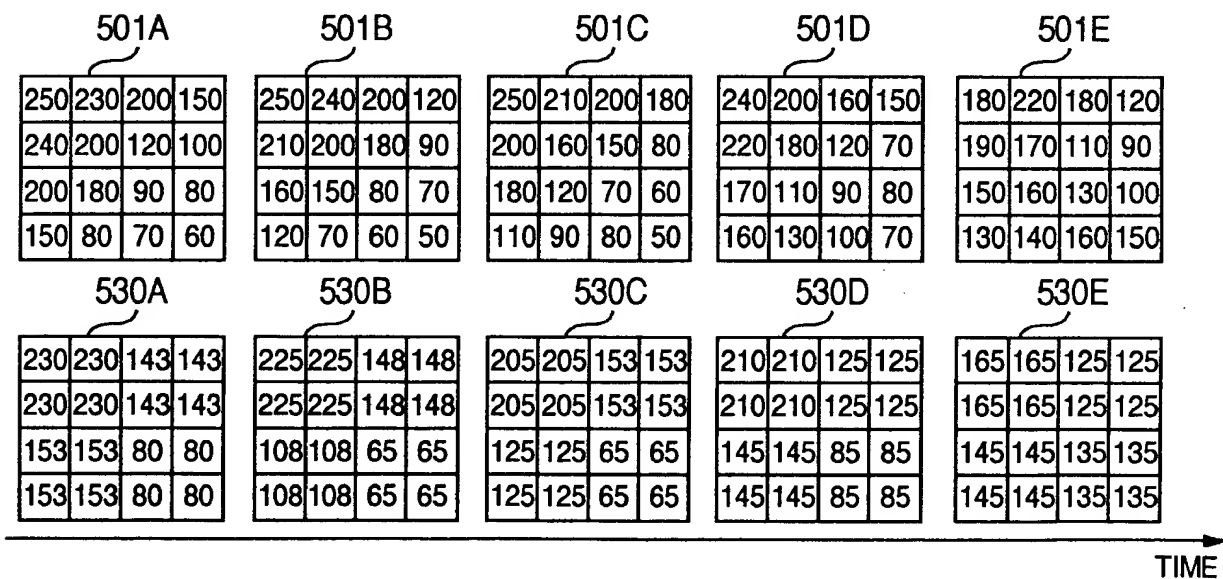 501A 501B 501C 501D 501E
250 230 200 150 250 240 200 120 250 210 200 180 240 200 160 150 180 220 180 120
240 200 120 100 210 200 180 90 200 160 150 80 220 180 120 70 190 170 110 90
200 180 90 80 160 150 80 70 180 120 70 60 170 110 90 80 150 160 130 100
150 80 70 60 120 70 60 50 110 90 80 50 160 130 100 70 130 140 160 150
530A 530B 530C 530D 530E
230 230 143 143 225 225 148 148 205 205 153 153 210 210 125 125 165 165 125 125
230 230 143 143 225 225 148 148 205 205 153 153 210 210 125 125 165 165 125 125
153 153 80 80 108 108 65 65 125 125 65 65 145 145 85 85 145 145 135 135
153 153 80 80 108 108 65 65 125 125 65 65 145 145 85 85 145 145 135 135
TIME